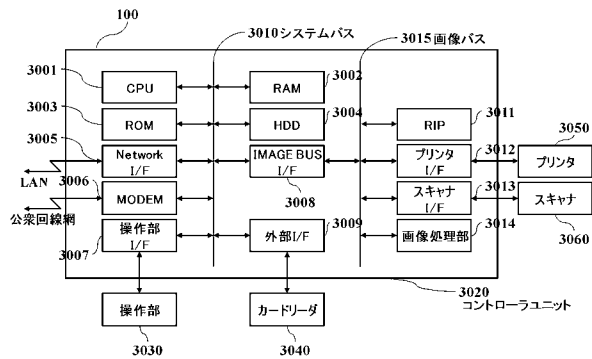 100
3010システムバス
3015画像バス
3001
CPU
RAM
3002
3003
ROM
HDD
3004
RIP
3011
3005
Network
I/F
IMAGE BUS
I/F
3008
プリンタ
I/F
3012
3050
プリンタ
LAN
3006
MODEM
スキャナ
I/F
3013
スキャナ
3060
公衆回線網
操作部
I/F
3007
外部I/F
3009
画像処理部
3014
3020
コントローラユニット
操作部
3030
カードリーダ
3040